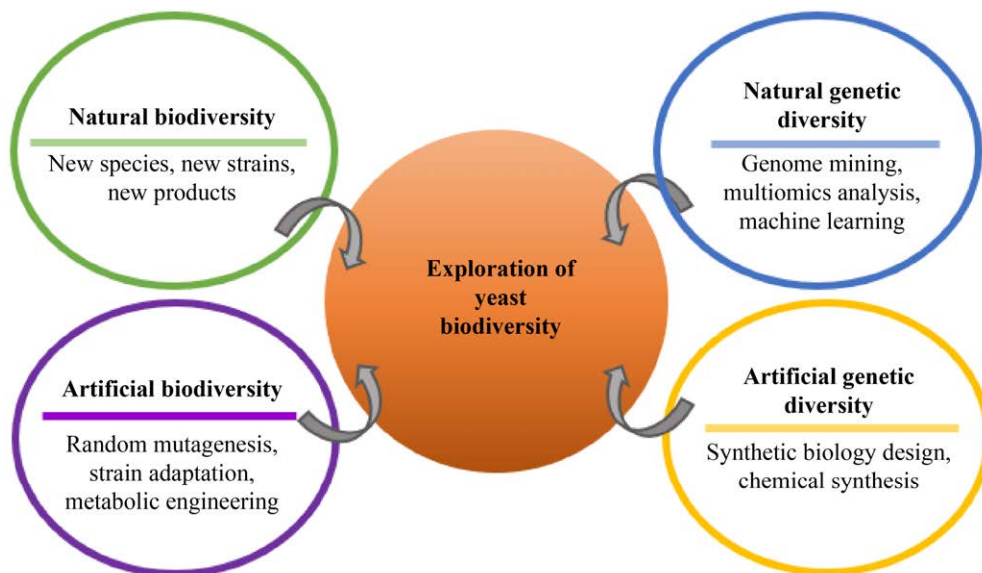 Natural biodiversity
New species, new strains,
new products
Natural genetic
diversity
Genome mining,
multiomics analysis,
machine learning
Exploration of
yeast
biodiversity
Artificial biodiversity
Random mutagenesis,
strain adaptation,
metabolic engineering
Artificial genetic
diversity
Synthetic biology design,
chemical synthesis